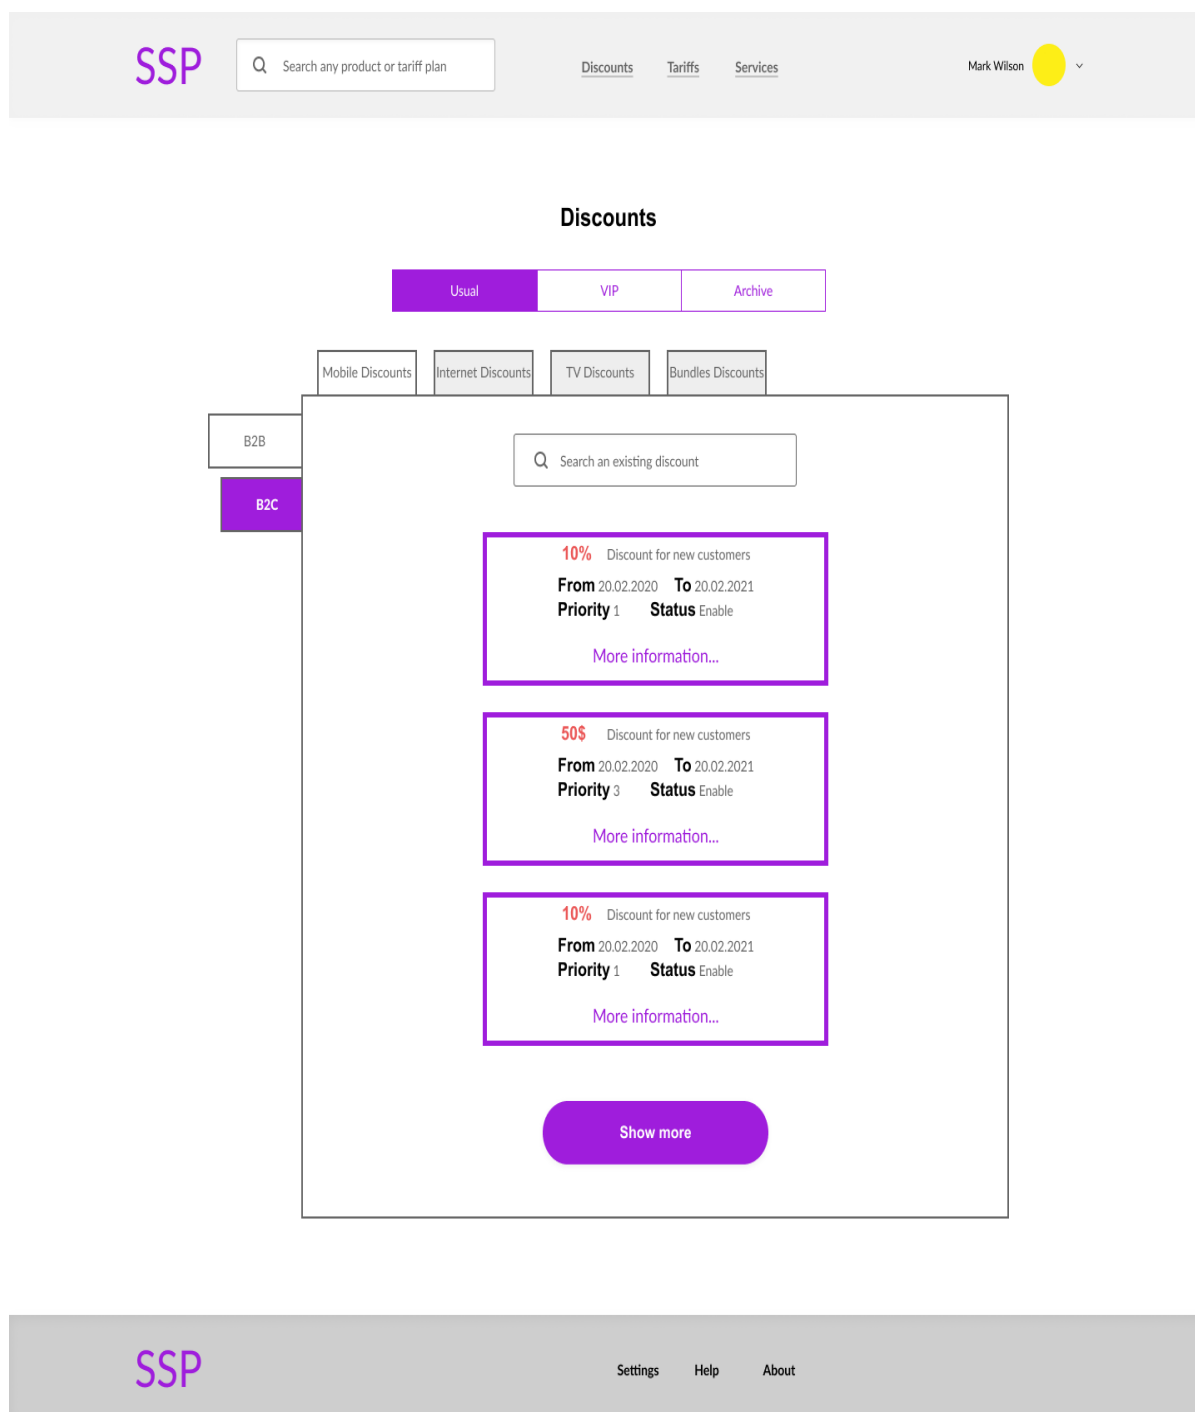 SSP
Search any product or tariff plan
Discounts Tariffs Services
Mark Wilson
Discounts
Usual VIP Archive
Mobile Discounts Internet Discounts TV Discounts Bundles Discounts
B2B
B2C
Search an existing discount
10% Discount for new customers
From 20.02.2020 To 20.02.2021
Priority 1 Status Enable
More information...
50$ Discount for new customers
From 20.02.2020 To 20.02.2021
Priority 3 Status Enable
More information...
10% Discount for new customers
From 20.02.2020 To 20.02.2021
Priority 1 Status Enable
More information...
Show more
SSP
Settings Help About